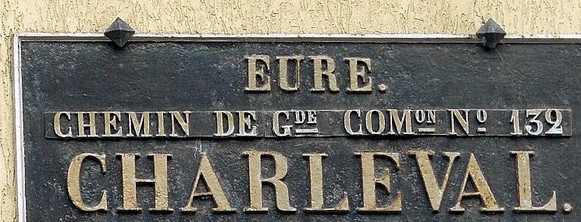 EURE.
CHEMIN DE GDE COMON NO 132
CHARLEVAL.